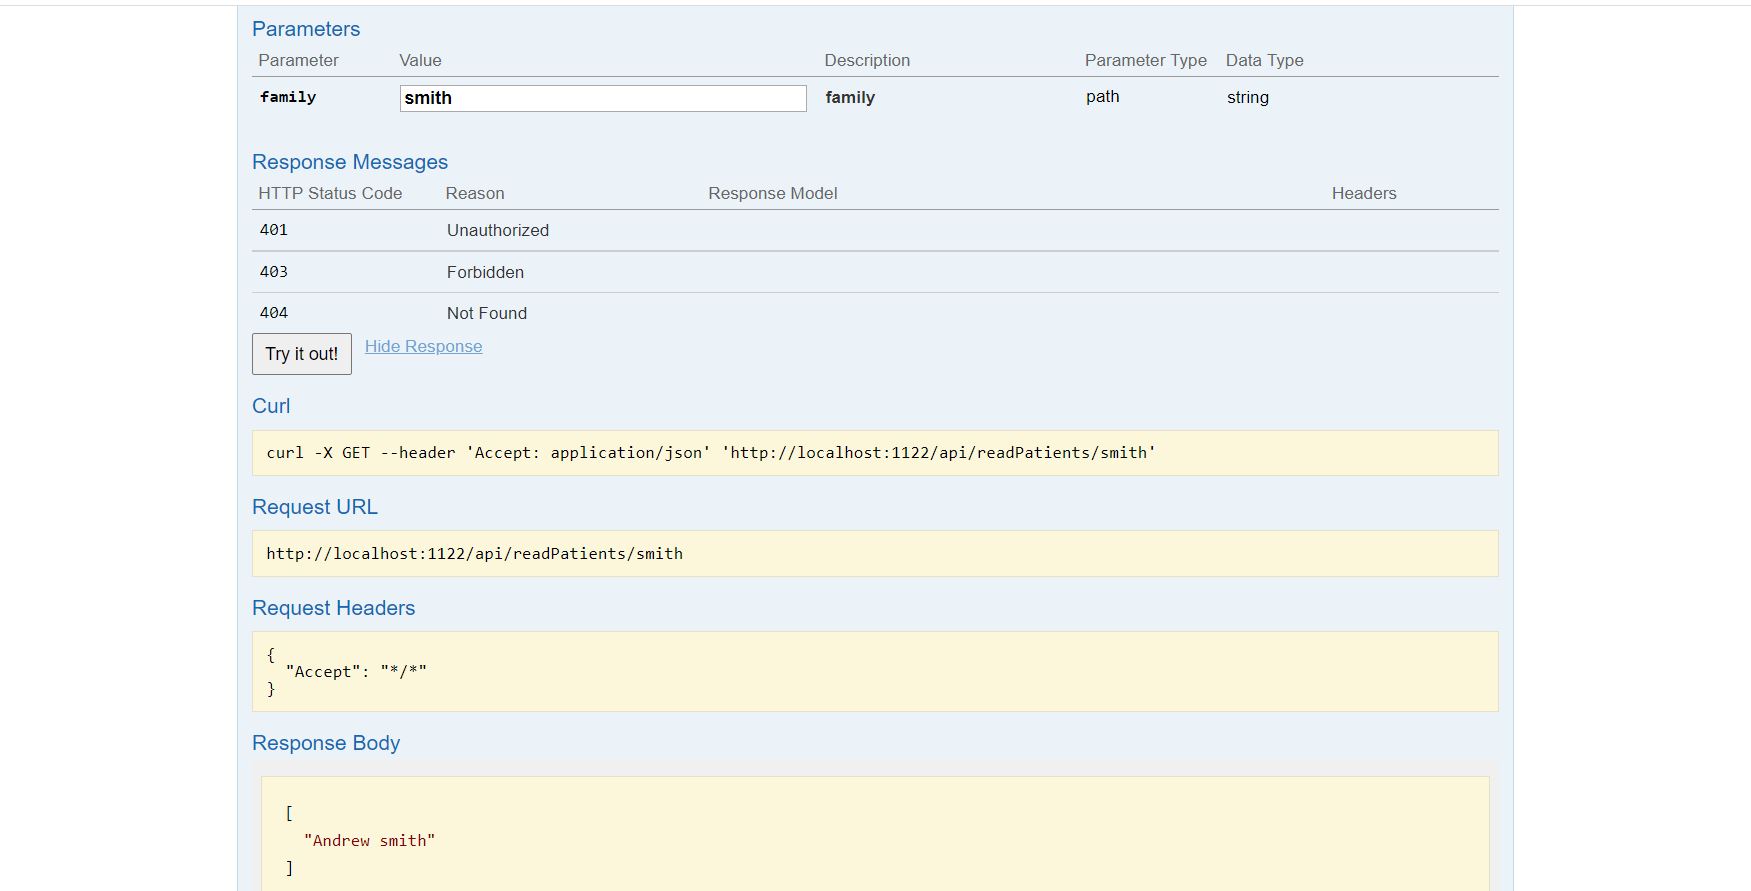 Parameters
Parameter Value Description Parameter Type Data Type
family smith family path string
Response Messages
HTTP Status Code Reason Response Model Headers
401 Unauthorized
403 Forbidden
404 Not Found
Try it out! Hide Response
Curl
curl -X GET --header 'Accept: application/json' 'http://localhost:1122/api/readPatients/smith'
Request URL
http://localhost:1122/api/readPatients/smith
Request Headers
{
"Accept": "*/*"
}
Response Body
[
"Andrew smith"
]